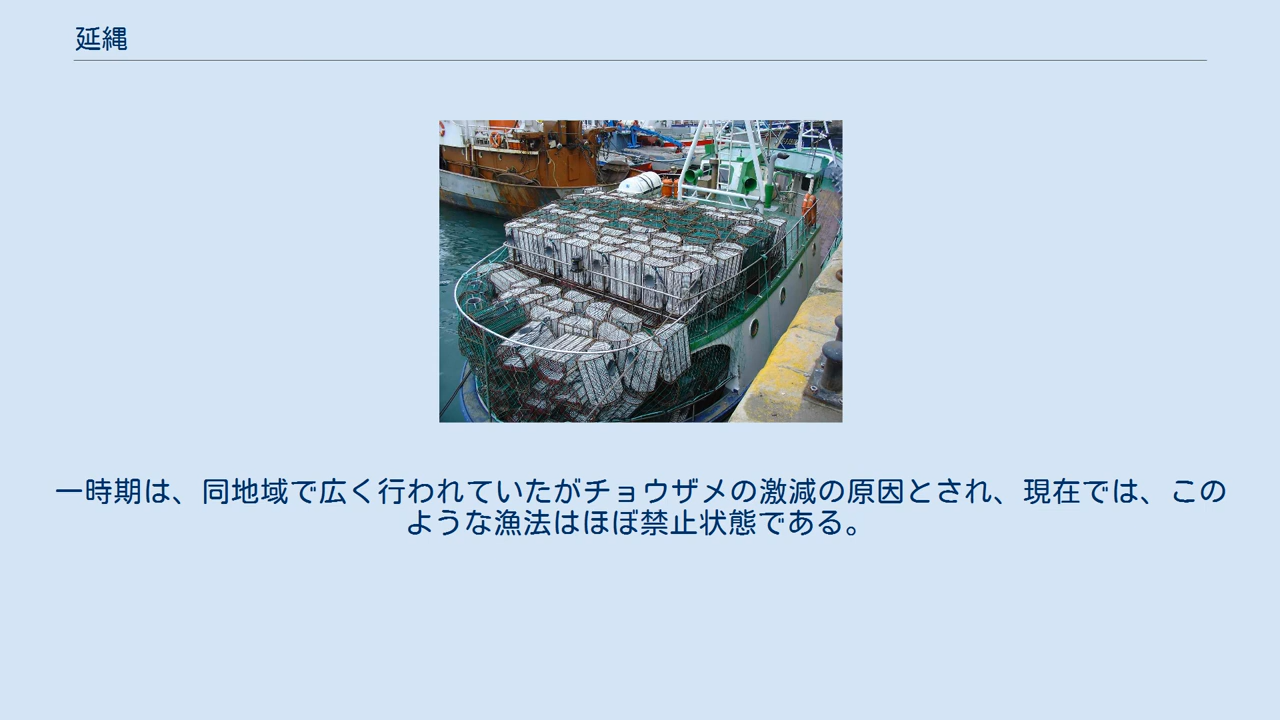 延縄
一時期は、同地域で広く行われていたがチョウザメの激減の原因とされ、現在では、この
ような漁法はほぼ禁止状態である。